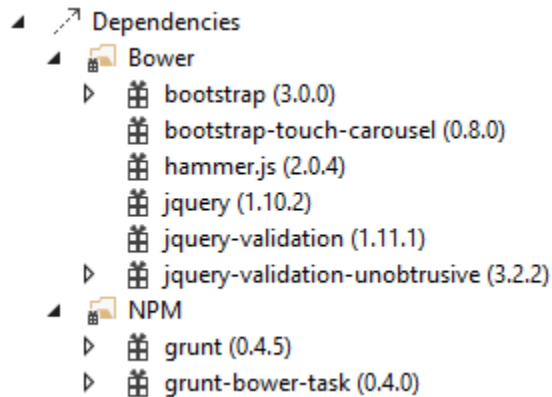 Dependencies
Bower
bootstrap (3.0.0)
bootstrap-touch-carousel (0.8.0)
hammer.js (2.0.4)
jquery (1.10.2)
jquery-validation (1.11.1)
jquery-validation-unobtrusive (3.2.2)
NPM
grunt (0.4.5)
grunt-bower-task (0.4.0)